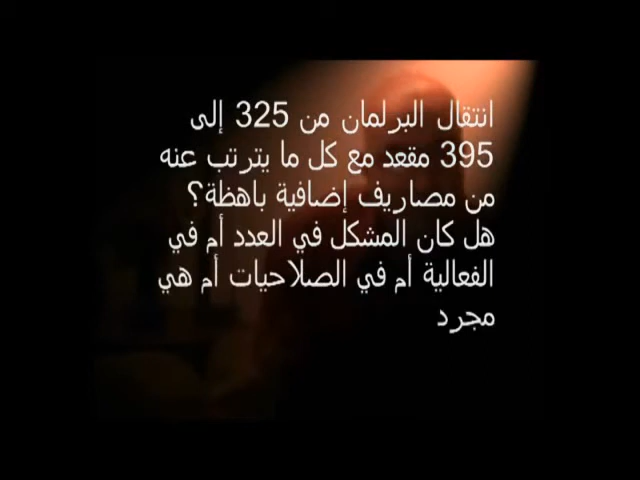 انتقال البرلمان من 325 إلى
395 مقعد مع كل ما يترتب عنه
من مصاريف إضافية باهظة؟
هل كان المشكل في العدد أم في
الفعالية أم في الصلاحيات أم هي
مجرد